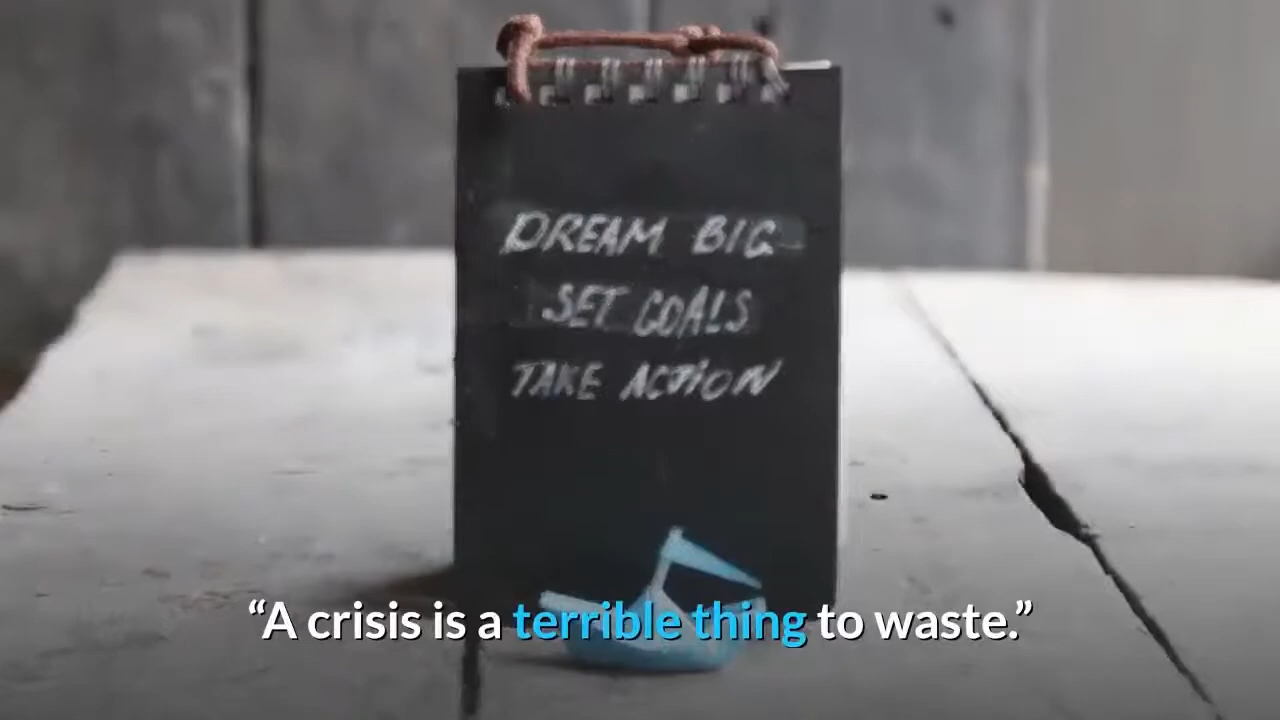 DREAM BIG
SET GOALS
TAKE ACTION
“A crisis is a terrible thing to waste.”